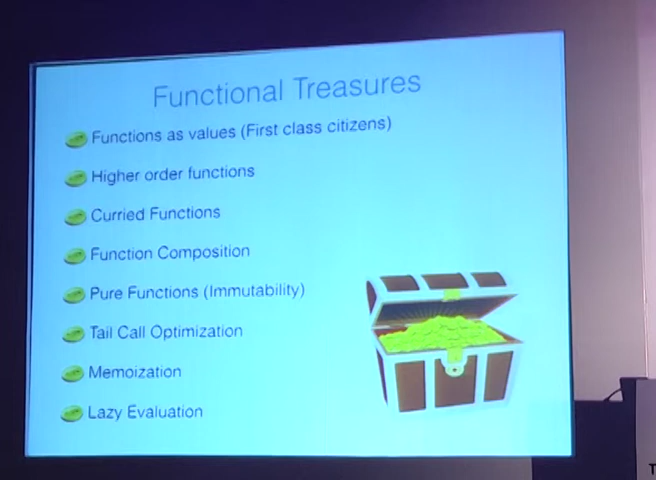 Functional Treasures
Functions as values (First class citizens)
Higher order functions
Curried Functions
Function Composition
Pure Functions (Immutability)
Tail Call Optimization
Memoization
Lazy Evaluation
T